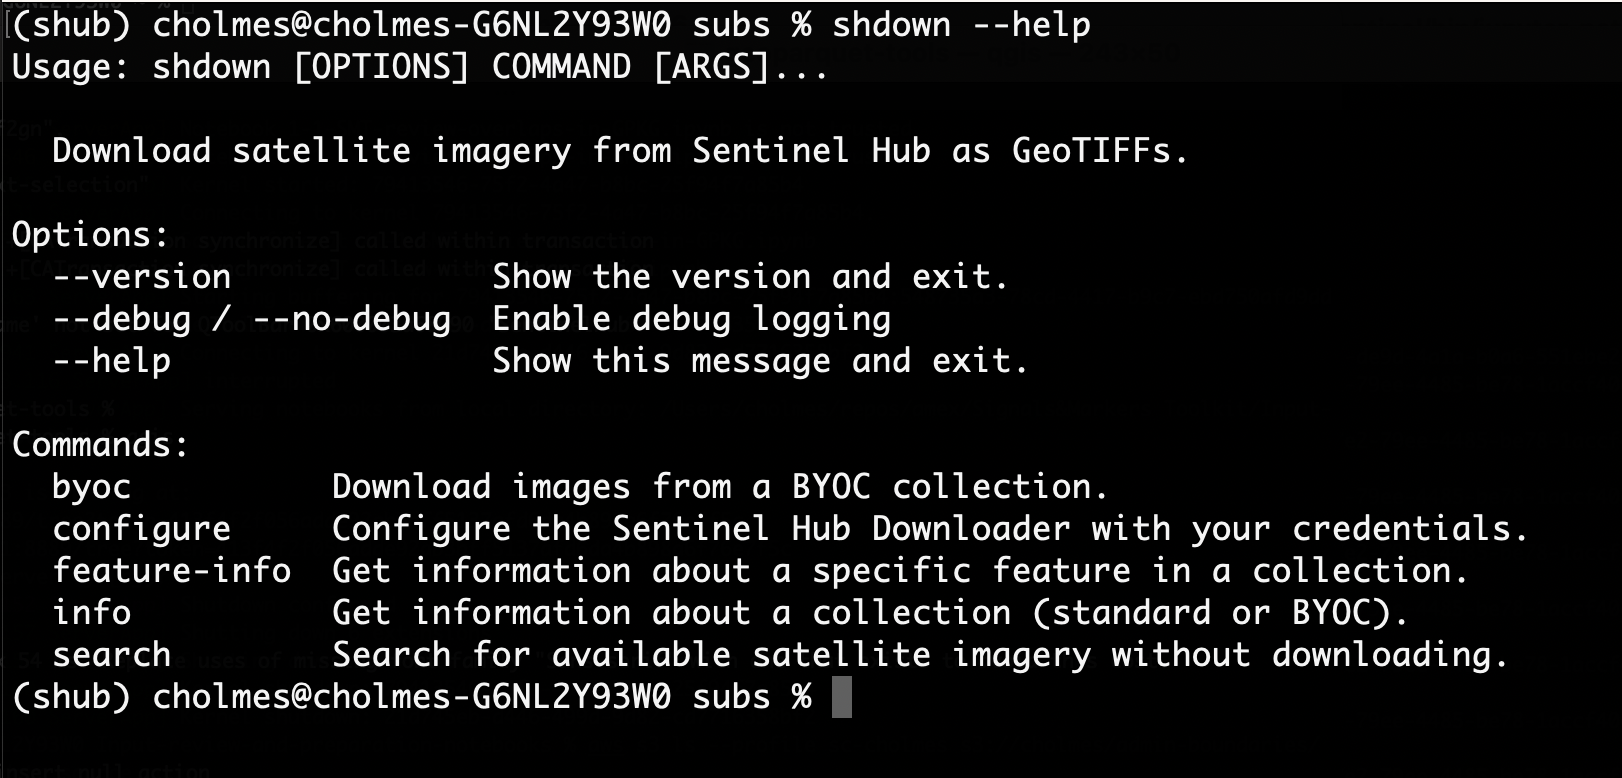 (shub) cholmes@cholmes-G6NL2Y93W0 subs % shdown --help
Usage: shdown [OPTIONS] COMMAND [ARGS]...
Download satellite imagery from Sentinel Hub as GeoTIFFs.
Options:
--version Show the version and exit.
--debug / --no-debug Enable debug logging
--help Show this message and exit.
Commands:
byoc Download images from a BYOC collection.
configure Configure the Sentinel Hub Downloader with your credentials.
feature-info Get information about a specific feature in a collection.
info Get information about a collection (standard or BYOC).
search Search for available satellite imagery without downloading.
(shub) cholmes@cholmes-G6NL2Y93W0 subs %